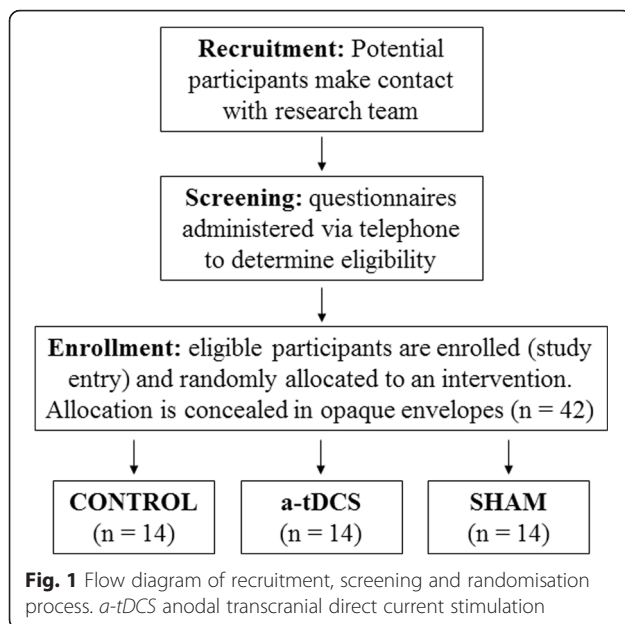 Recruitment: Potential
participants make contact
with research team
Screening: questionnaires
administered via telephone
to determine eligibility
Enrollment: eligible participants are enrolled (study
entry) and randomly allocated to an intervention.
Allocation is concealed in opaque envelopes (n = 42)
CONTROL
(n = 14)
a-tDCS
(n = 14)
SHAM
(n = 14)
Fig. 1 Flow diagram of recruitment, screening and randomisation
process. a-tDCS anodal transcranial direct current stimulation